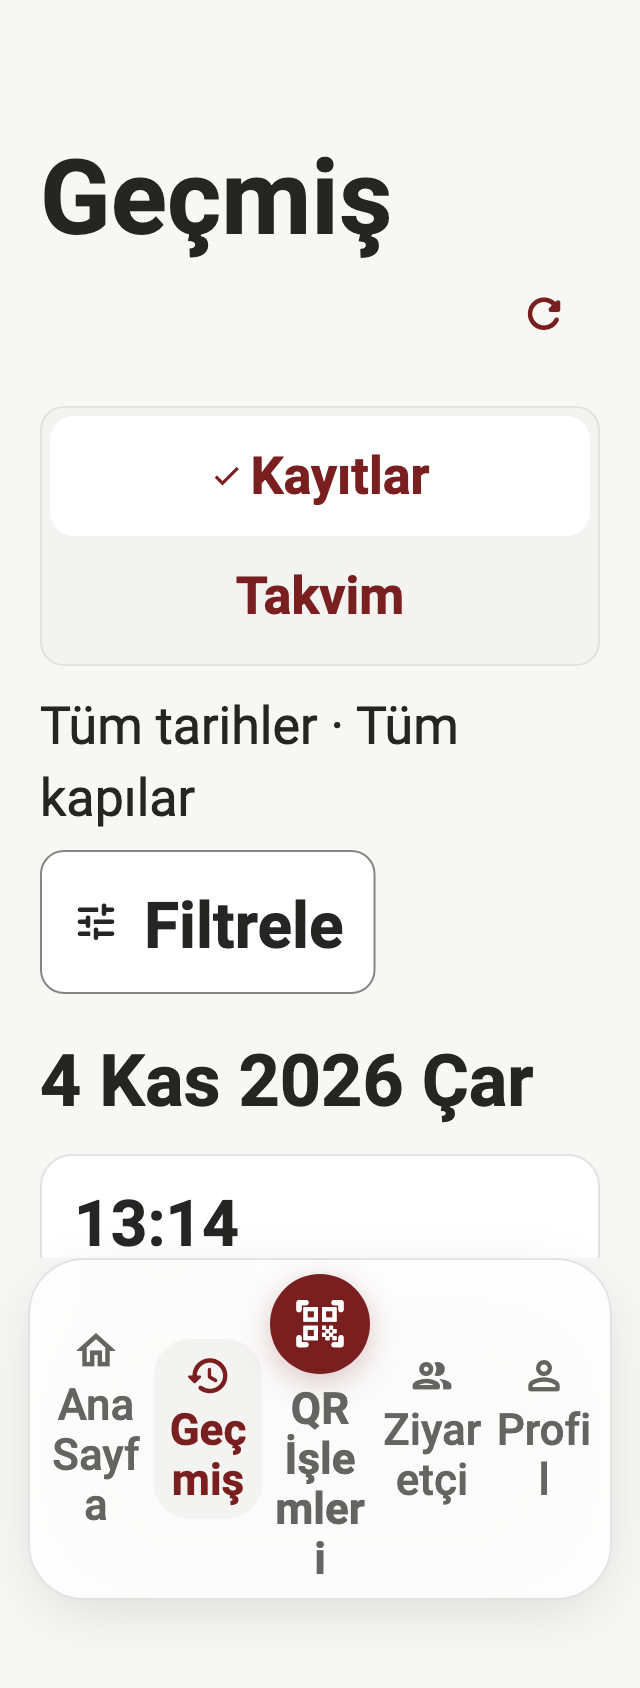 Geçmiş
Kayıtlar
Takvim
Tüm tarihler · Tüm
kapılar
Filtrele
4 Kas 2026 Çar
13:14
Ana
Sayf
a
Geç
miş
QR
İşle
mler
i
Ziyar
etçi
Profi
l